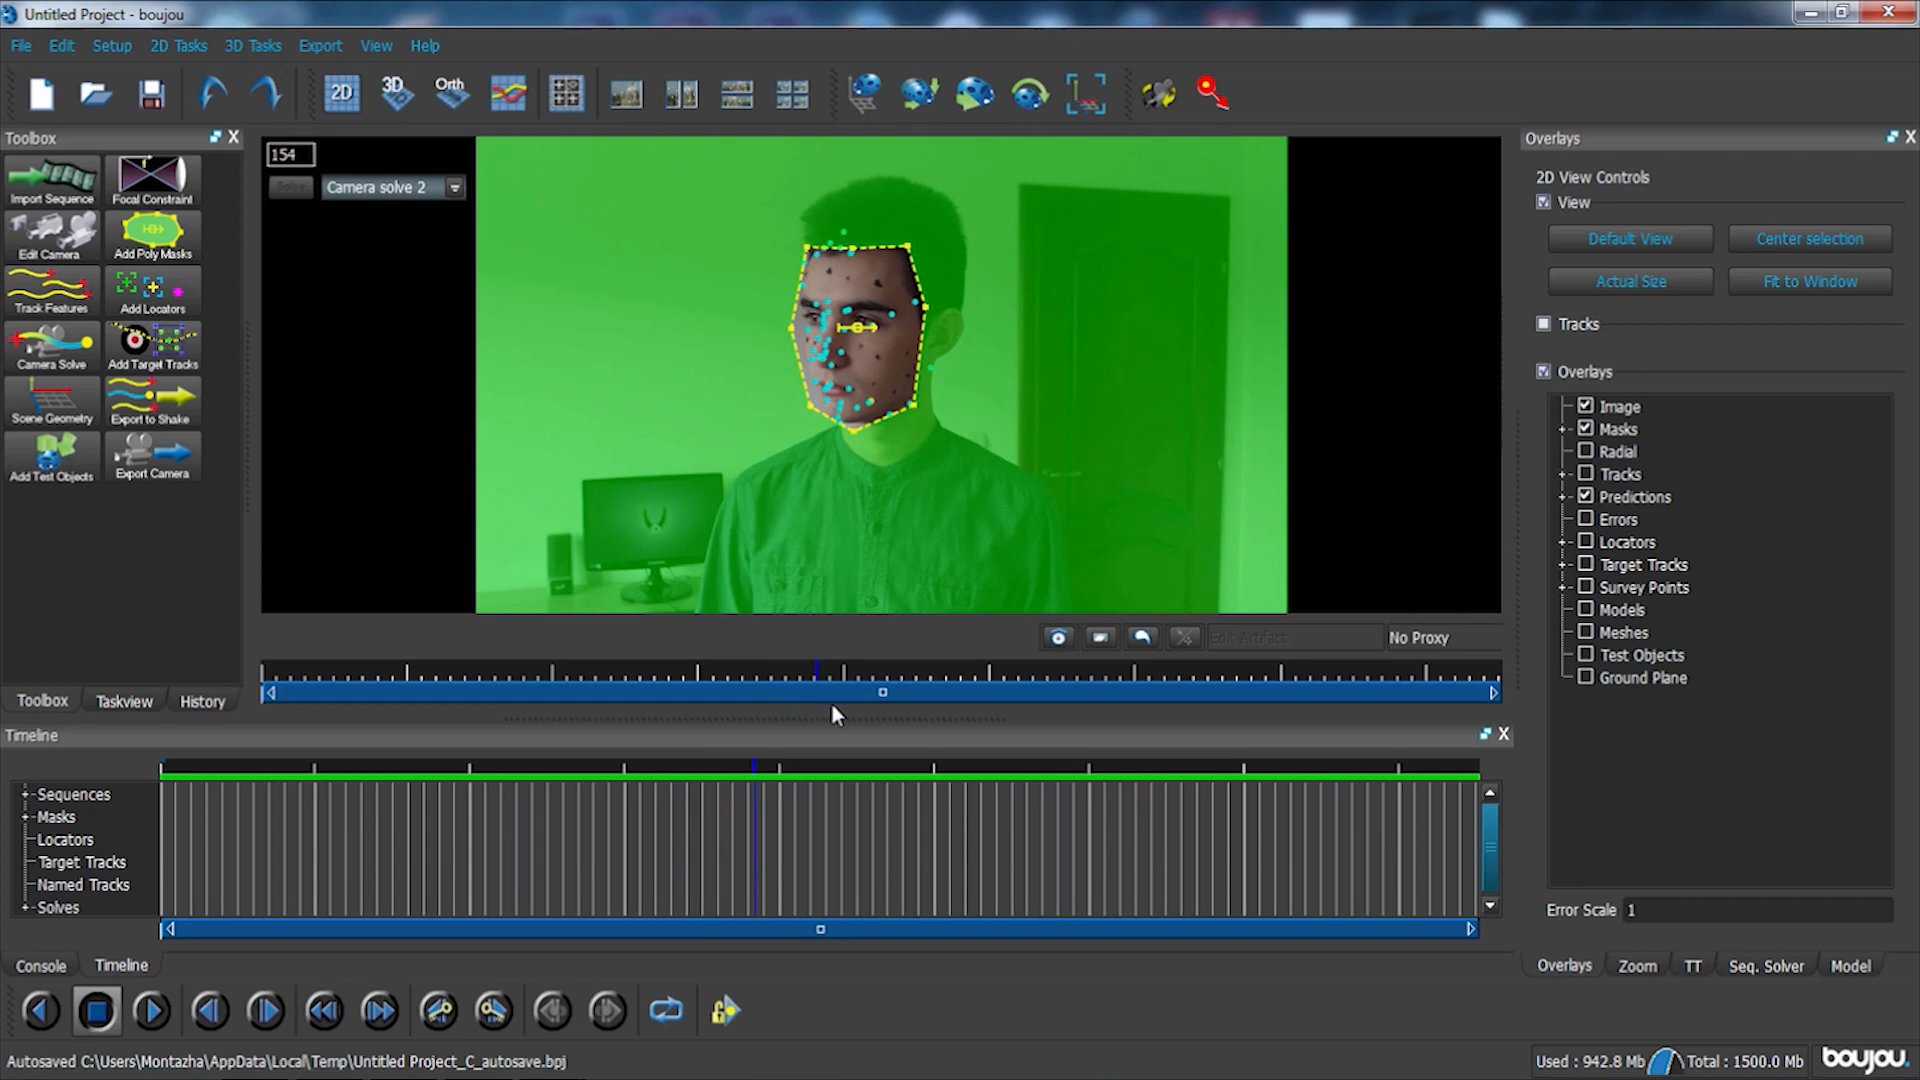 Untitled Project - boujou
File Edit Setup 2D Tasks 3D Tasks Export View Help
2D 3D Orth
Toolbox
Import Sequence Focal Constraint
Edit Camera Add Poly Masks
Track Features Add Locators
Camera Solve Add Target Tracks
Scene Geometry Export to Shake
Add Test Objects Export Camera
Toolbox Taskview History
154
Solve Camera solve 2
Edit Artifact No Proxy
Overlays
2D View Controls
View
Default View Center selection
Actual Size Fit to Window
Tracks
Overlays
Image
Masks
Radial
Tracks
Predictions
Errors
Locators
Target Tracks
Survey Points
Models
Meshes
Test Objects
Ground Plane
Error Scale 1
Overlays Zoom TT Seq. Solver Model
Timeline
Sequences
Masks
Locators
Target Tracks
Named Tracks
Solves
Console Timeline
Autosaved C:\Users\Montazha\AppData\Local\Temp\Untitled Project_C_autosave.bpj
Used : 942.8 Mb Total : 1500.0 Mb boujou